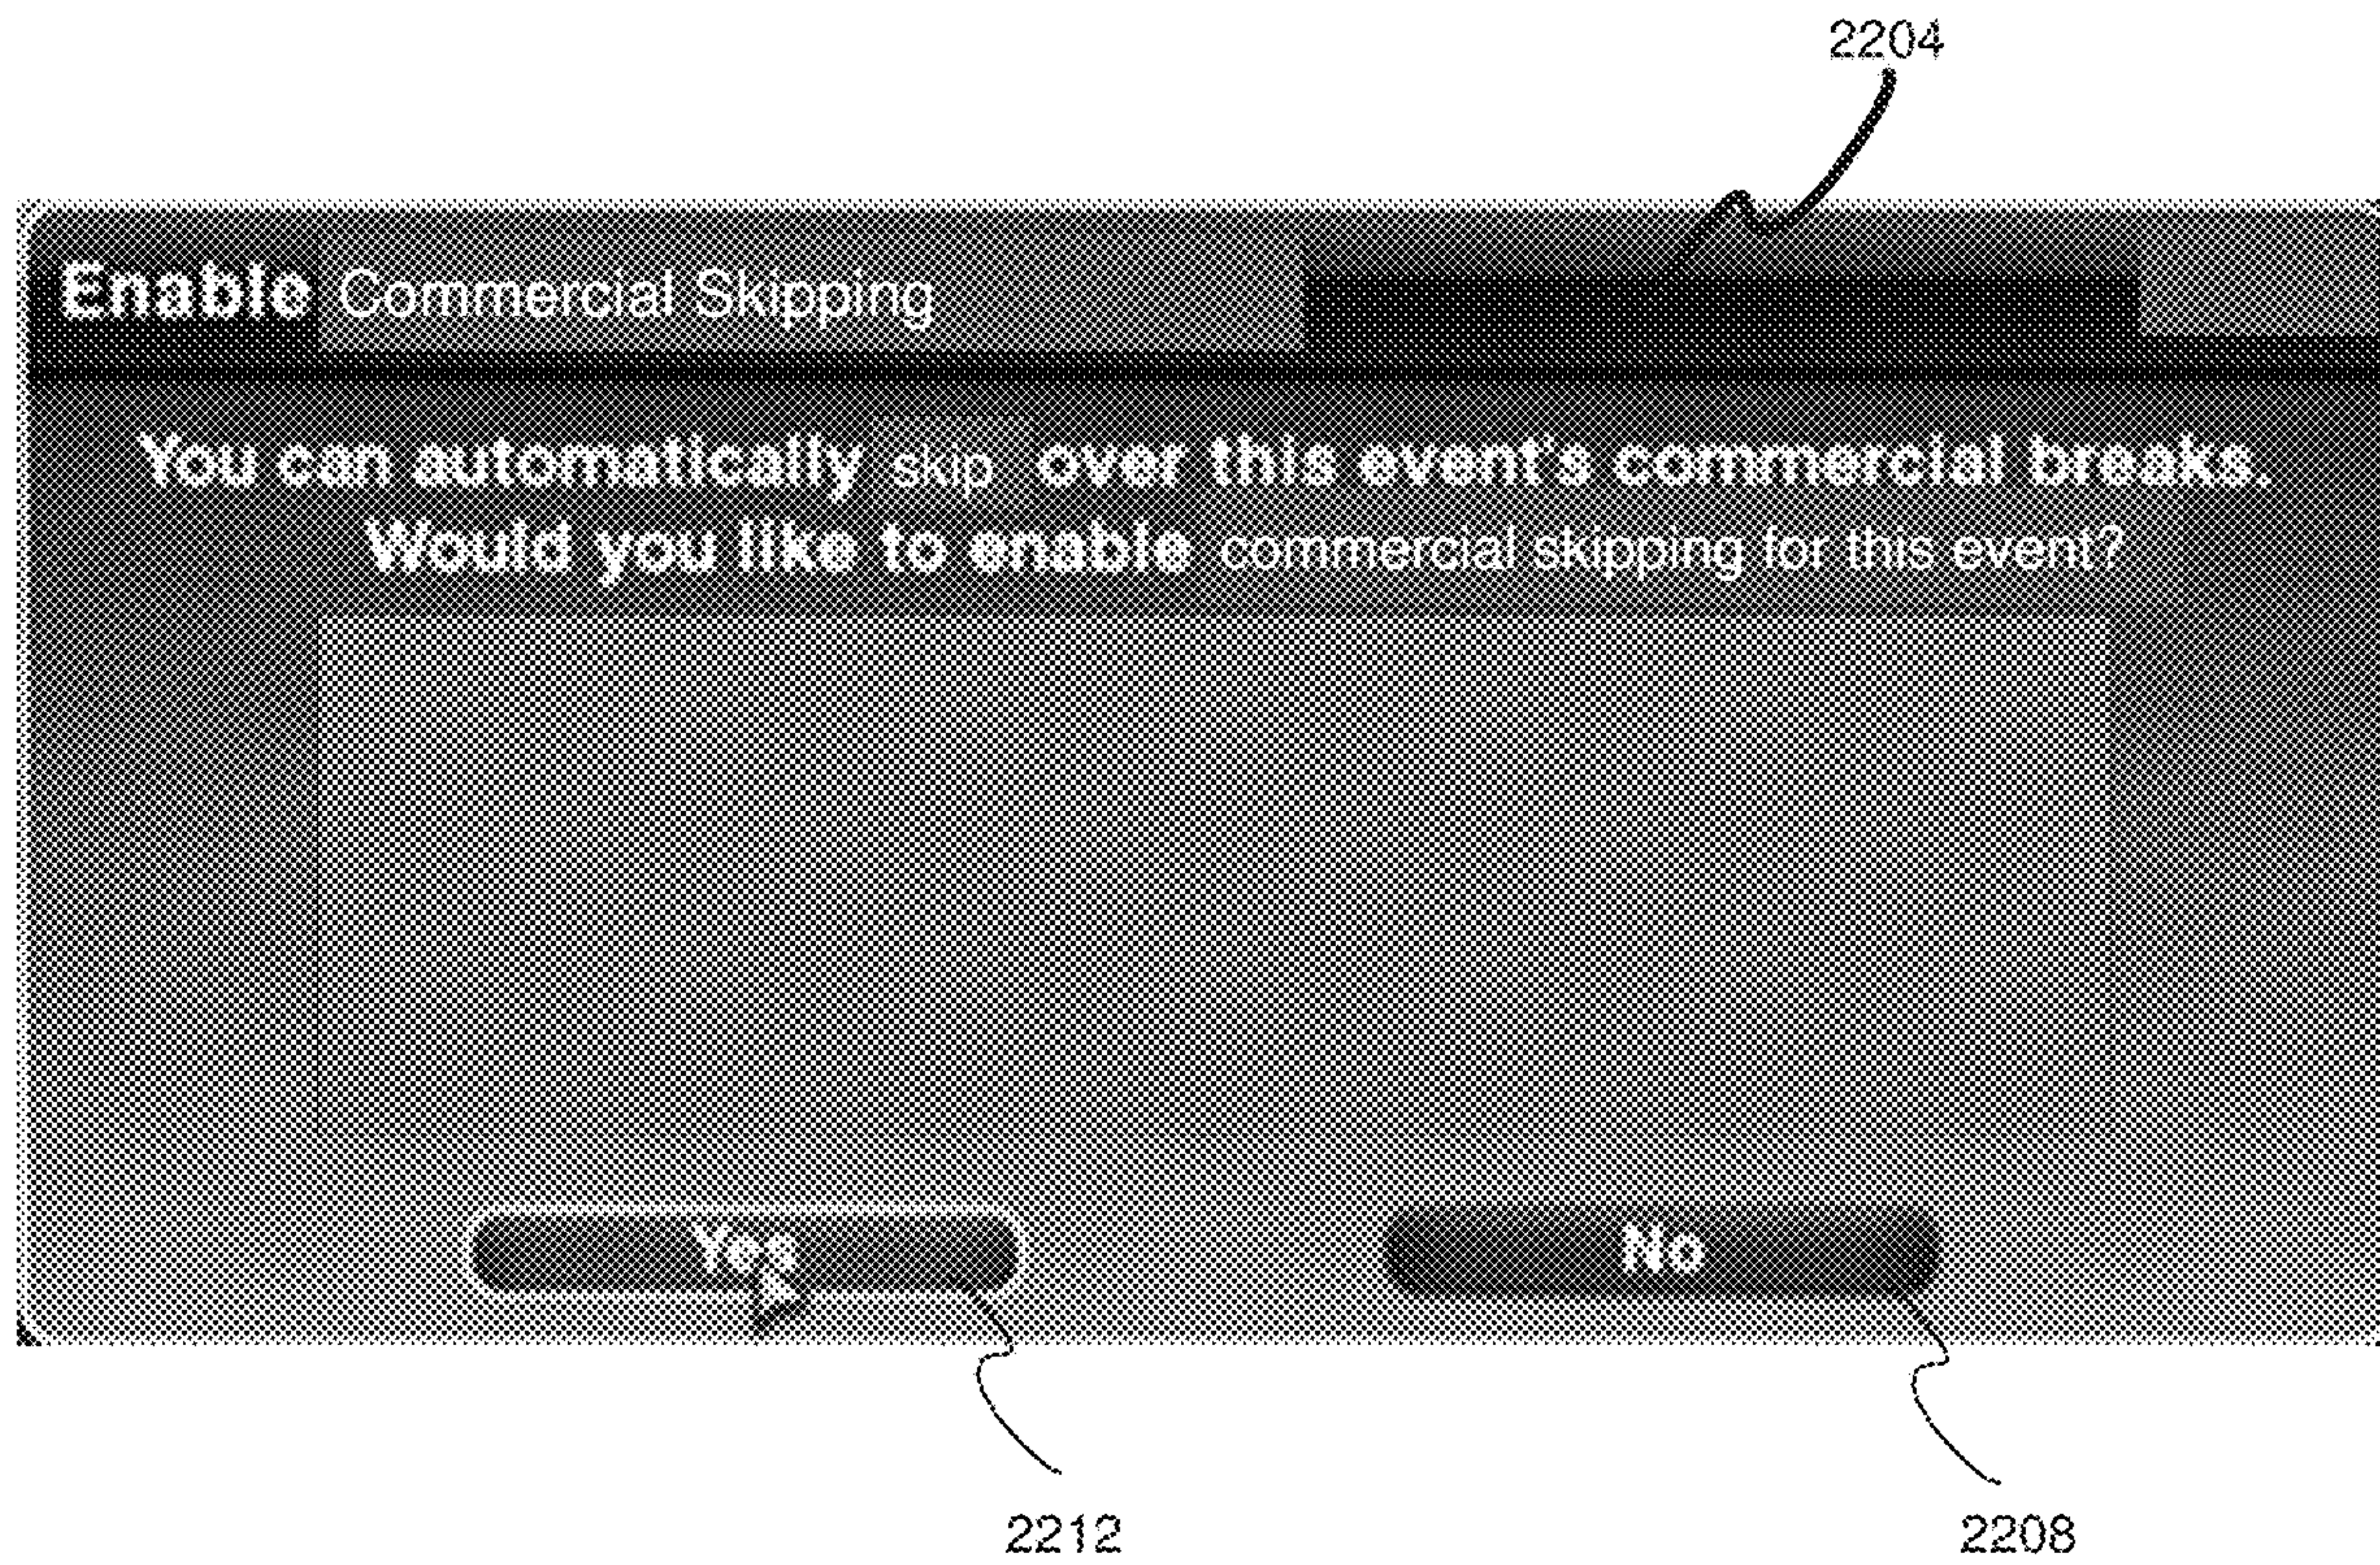 2204
Enable Commercial Skipping
You can automatically skip over this event's commercial breaks.
Would you like to enable commercial skipping for this event?
Yes No
2212 2208